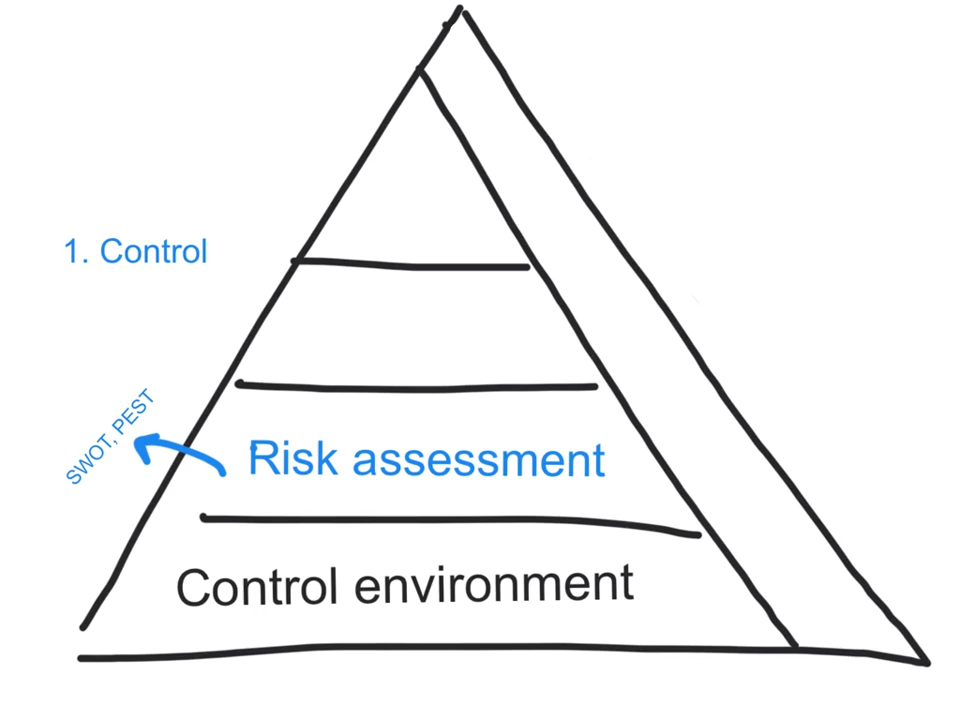 1. Control
SWOT, PEST
Risk assessment
Control environment